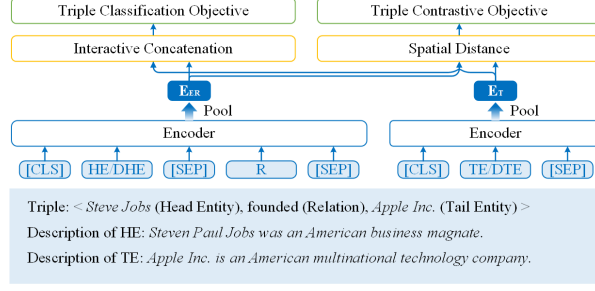 Triple Classification Objective
Triple Contrastive Objective
Interactive Concatenation
Spatial Distance
E_ER
E_T
Pool
Pool
Encoder
Encoder
[CLS] HE/DHE [SEP] R [SEP]
[CLS] TE/DTE [SEP]
Triple: < Steve Jobs (Head Entity), founded (Relation), Apple Inc. (Tail Entity) >
Description of HE: Steven Paul Jobs was an American business magnate.
Description of TE: Apple Inc. is an American multinational technology company.